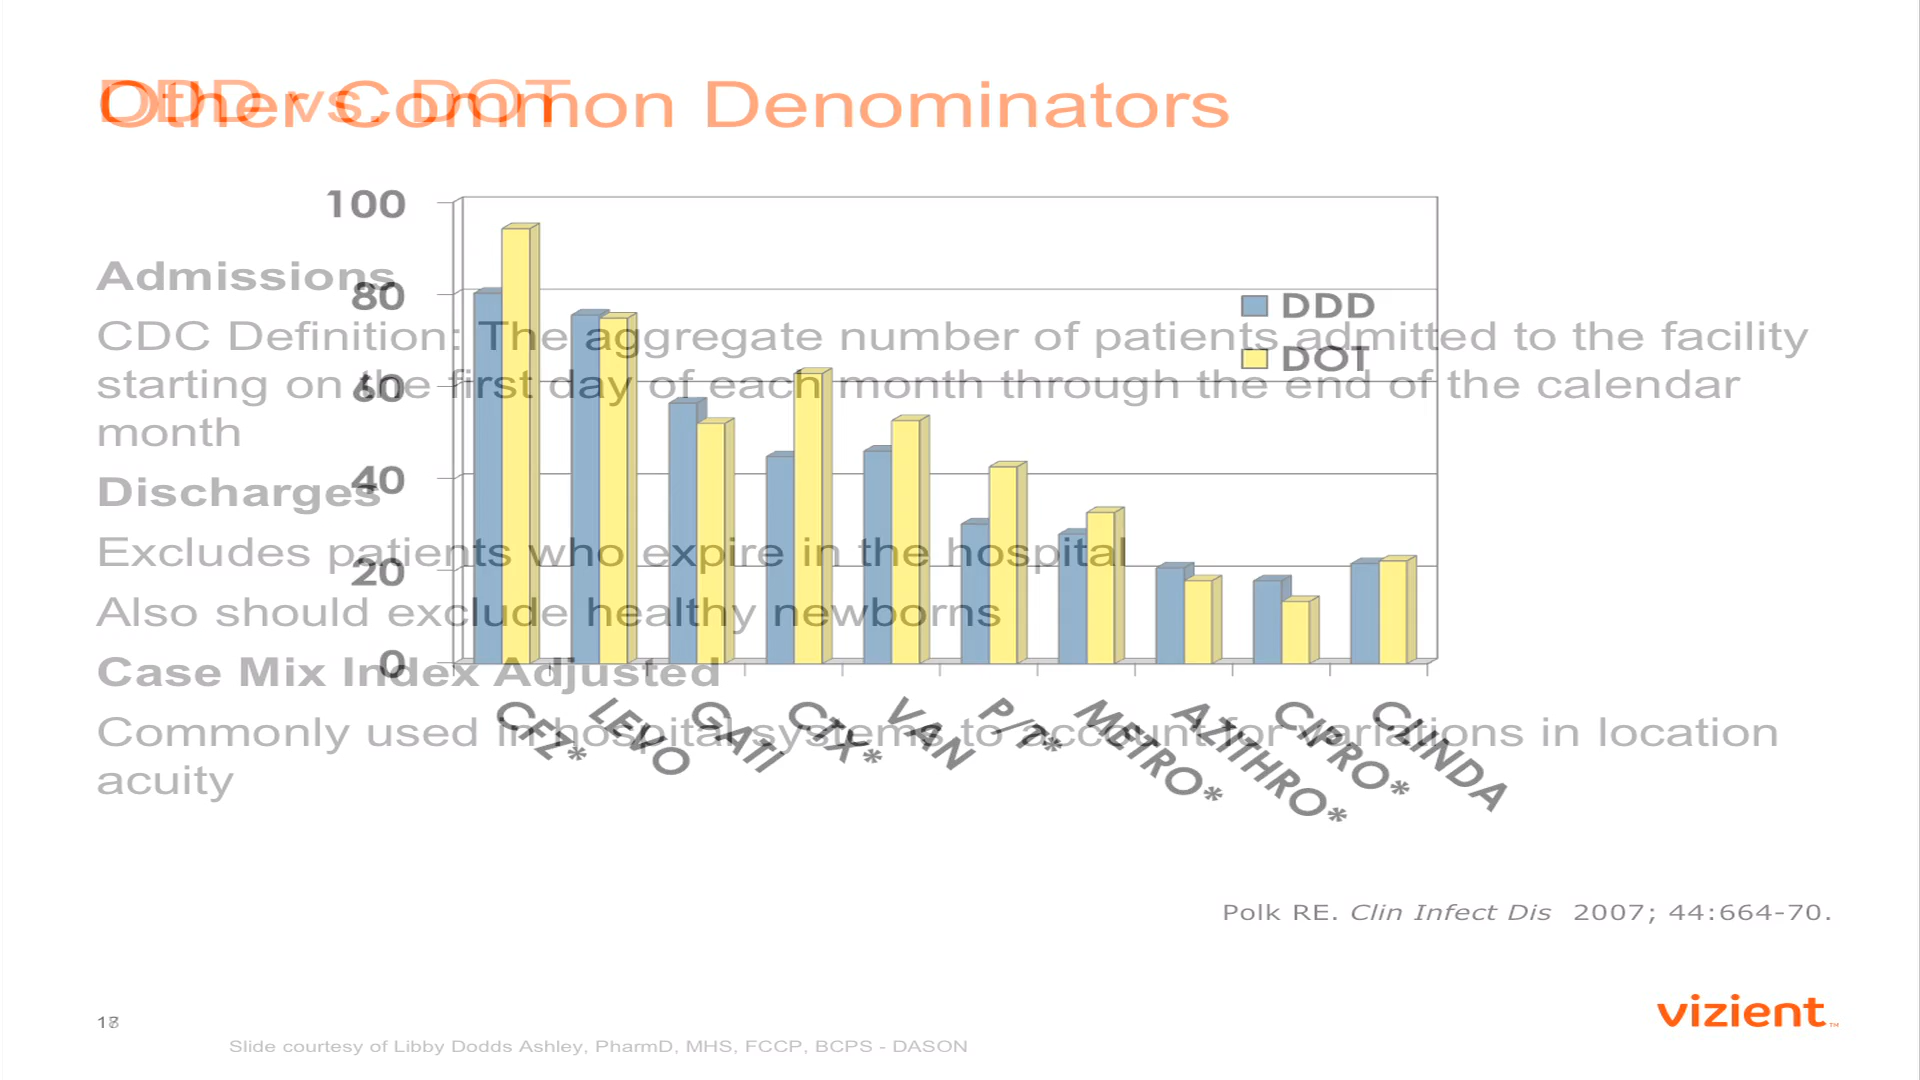 DDD vs. DOT
Other Common Denominators
100
80
60
40
20
0
DDD
DOT
CFZ*
LEVO
GATI
CTX*
VAN
P/T*
METRO*
AZITHRO*
CIPRO*
CLINDA
Admissions
CDC Definition: The aggregate number of patients admitted to the facility
starting on the first day of each month through the end of the calendar
month
Discharges
Excludes patients who expire in the hospital
Also should exclude healthy newborns
Case Mix Index Adjusted
Commonly used in hospital systems to account for variations in location
acuity
Polk RE. Clin Infect Dis 2007; 44:664-70.
vizient™
Slide courtesy of Libby Dodds Ashley, PharmD, MHS, FCCP, BCPS - DASON